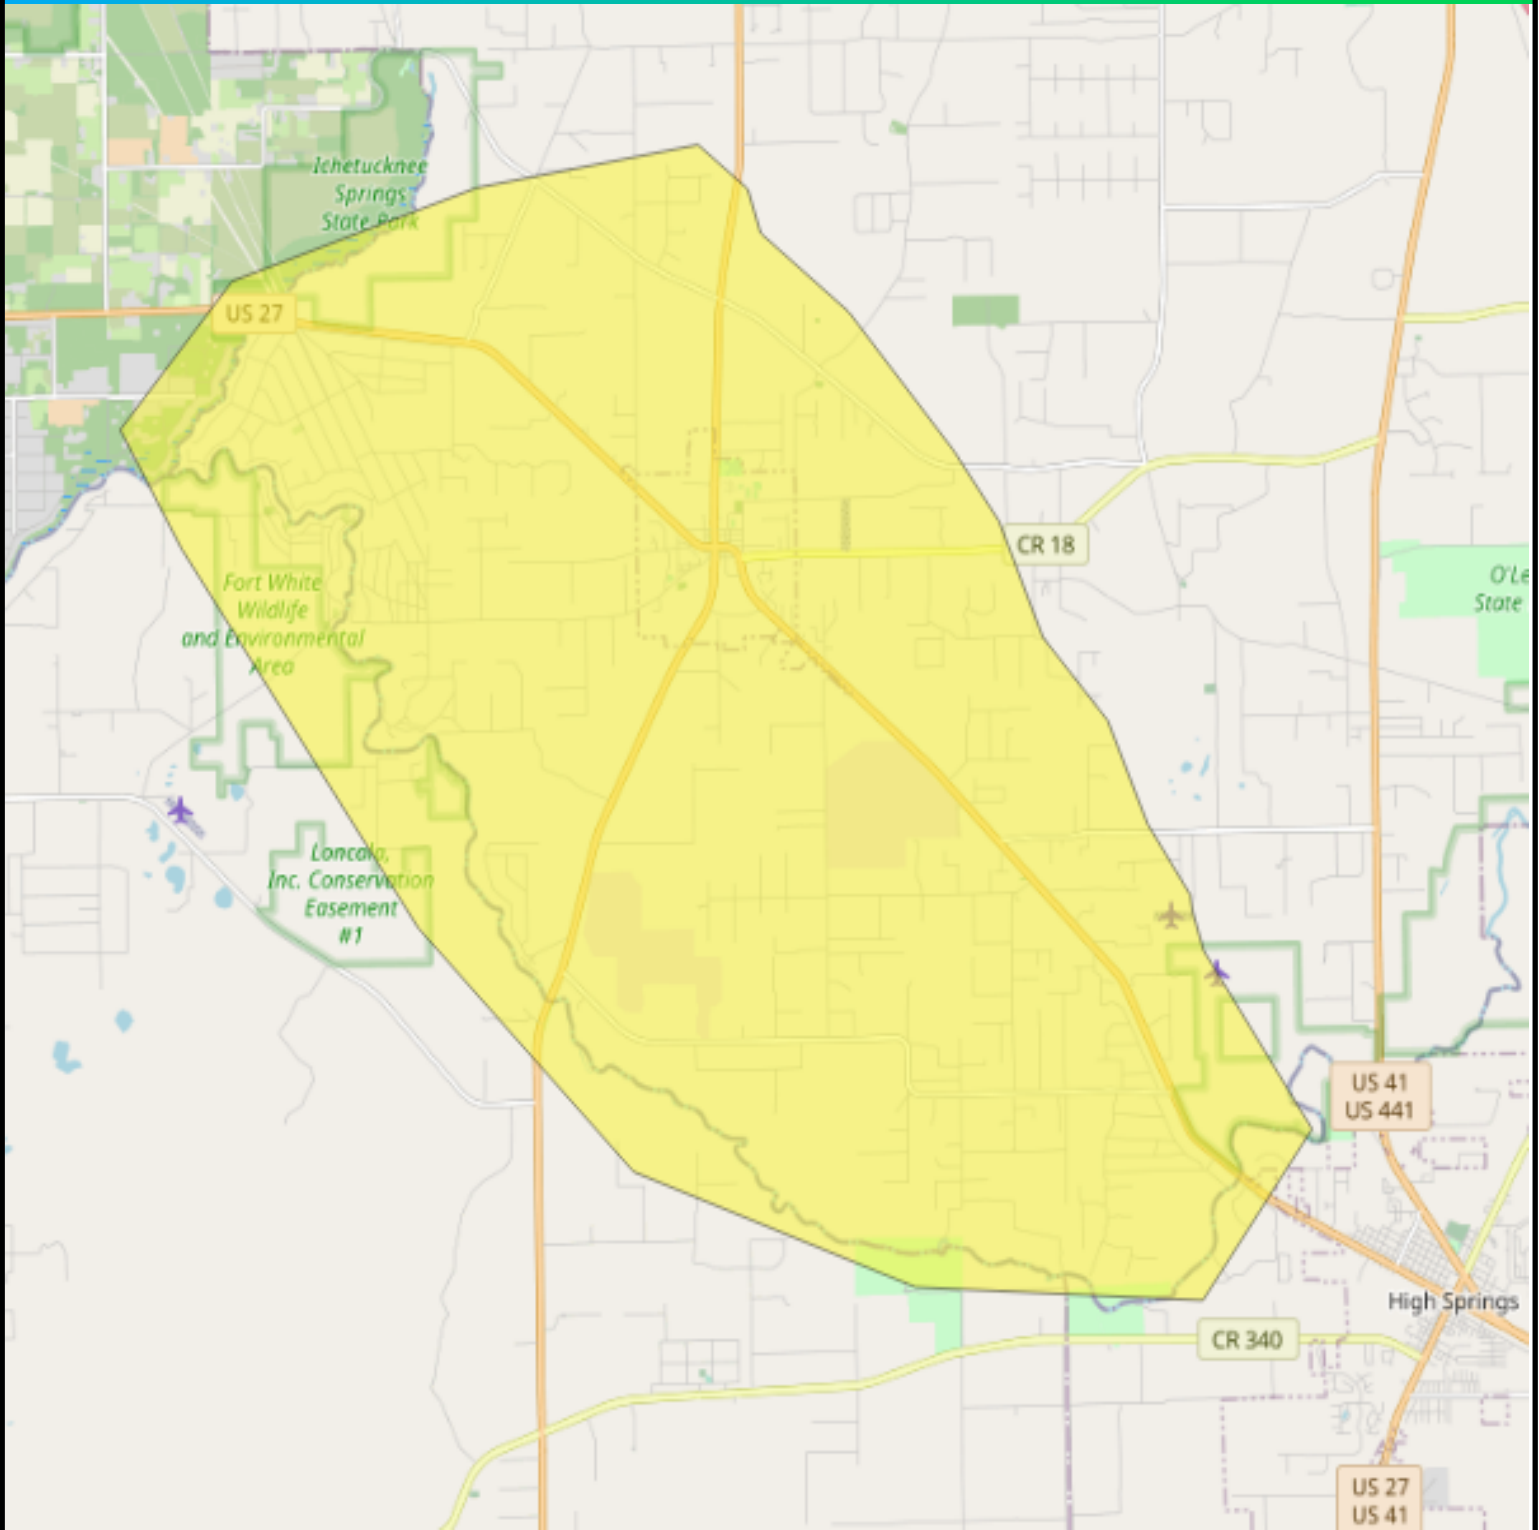 Ichetucknee
Springs
State Park
US 27
CR 18
O'Le
State
Fort White
Wildlife
and Environmental
Area
Loncala,
Inc. Conservation
Easement
#1
US 41
US 441
High Springs
CR 340
US 27
US 41